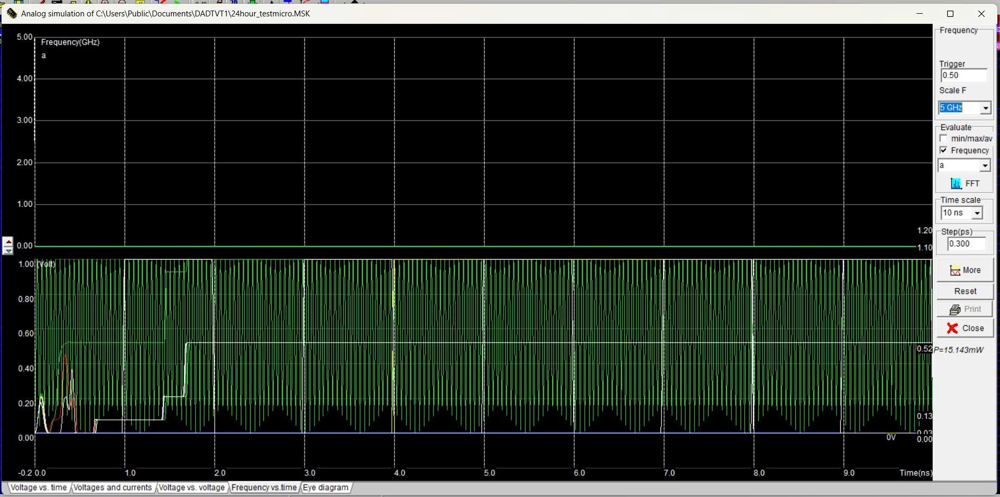 Analog simulation of C:\Users\Public\Documents\DADTVT1\24hour_testmicro.MSK
5.00
Frequency(GHz)
a
4.00
3.00
2.00
1.00
0.00
1.20
1.10
1.00
(Volt)
0.80
0.60
0.40
0.20
0.00
0.52
0.13
0.03
0V
0.00
-0.2
0.0
1.0
2.0
3.0
4.0
5.0
6.0
7.0
8.0
9.0
Time(ns)
Voltage vs. time
Voltages and currents
Voltage vs. voltage
Frequency vs.time
Eye diagram
Frequency
Trigger
0.50
Scale F
5 GHz
Evaluate
min/max/av
Frequency
a
FFT
Time scale
10 ns
Step(ps)
0.300
More
Reset
Print
Close
P=15.143mW